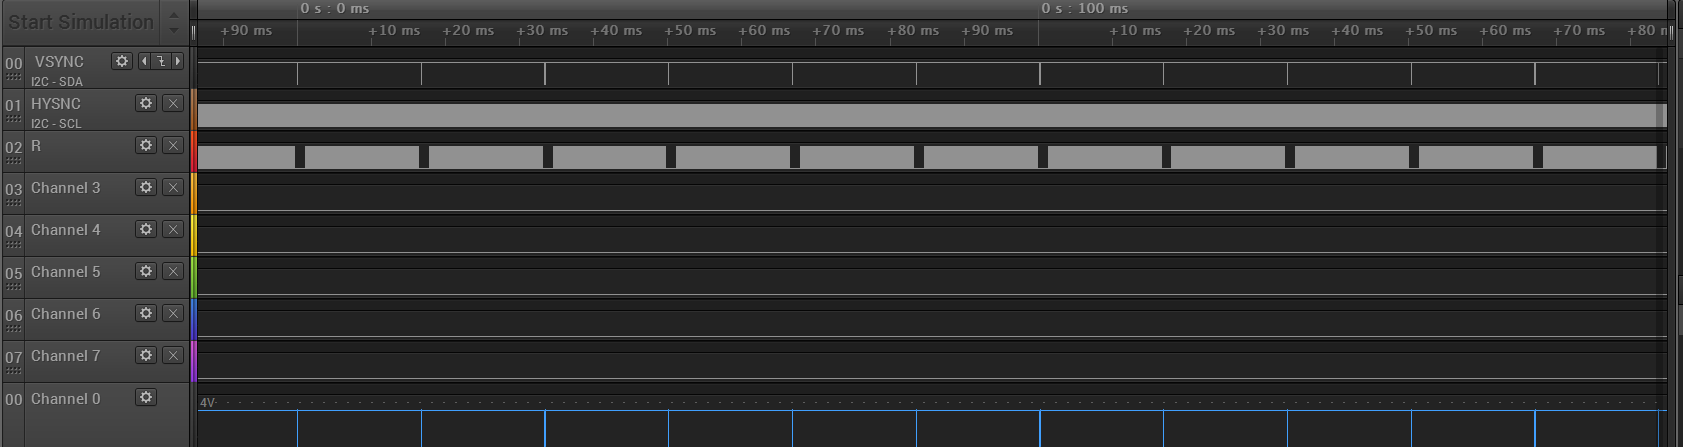 Start Simulation
0 s : 0 ms 0 s : 100 ms
+90 ms +10 ms +20 ms +30 ms +40 ms +50 ms +60 ms +70 ms +80 ms +90 ms +10 ms +20 ms +30 ms +40 ms +50 ms +60 ms +70 ms +80 m
00 VSYNC
I2C - SDA
01 HYSNC
I2C - SCL
02 R
03 Channel 3
04 Channel 4
05 Channel 5
06 Channel 6
07 Channel 7
00 Channel 0
4V